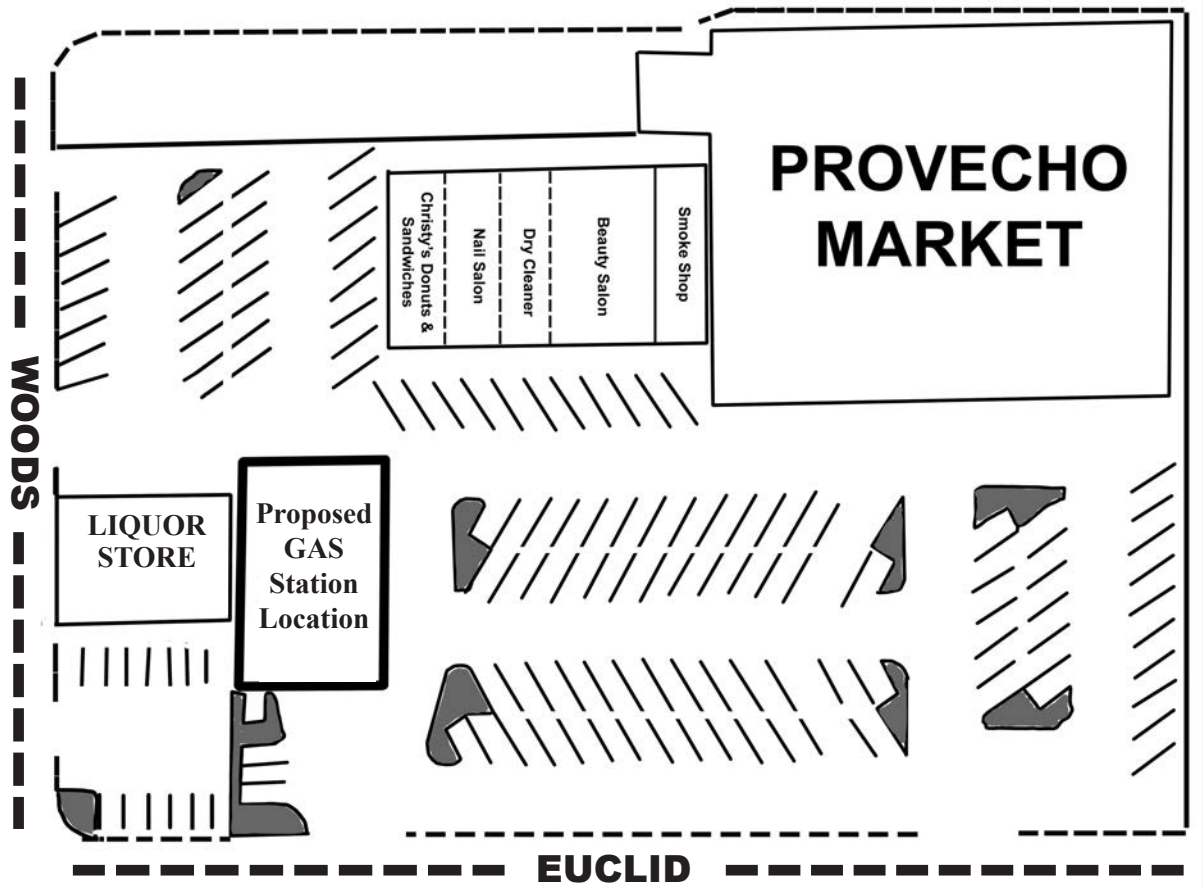 PROVECHO
MARKET
Christy's Donuts &
Sandwiches
Nail Salon
Dry Cleaner
Beauty Salon
Smoke Shop
WOODS
LIQUOR
STORE
Proposed
GAS
Station
Location
EUCLID